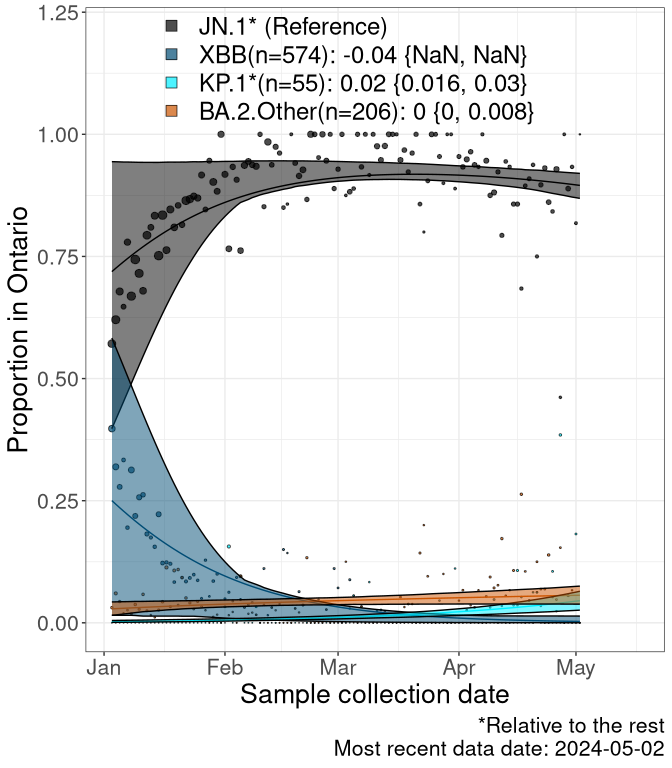 1.25
JN.1* (Reference)
XBB(n=574): -0.04 {NaN, NaN}
KP.1*(n=55): 0.02 {0.016, 0.03}
BA.2.Other(n=206): 0 {0, 0.008}
1.00
0.75
0.50
0.25
0.00
Proportion in Ontario
Jan Feb Mar Apr May
Sample collection date
*Relative to the rest
Most recent data date: 2024-05-02